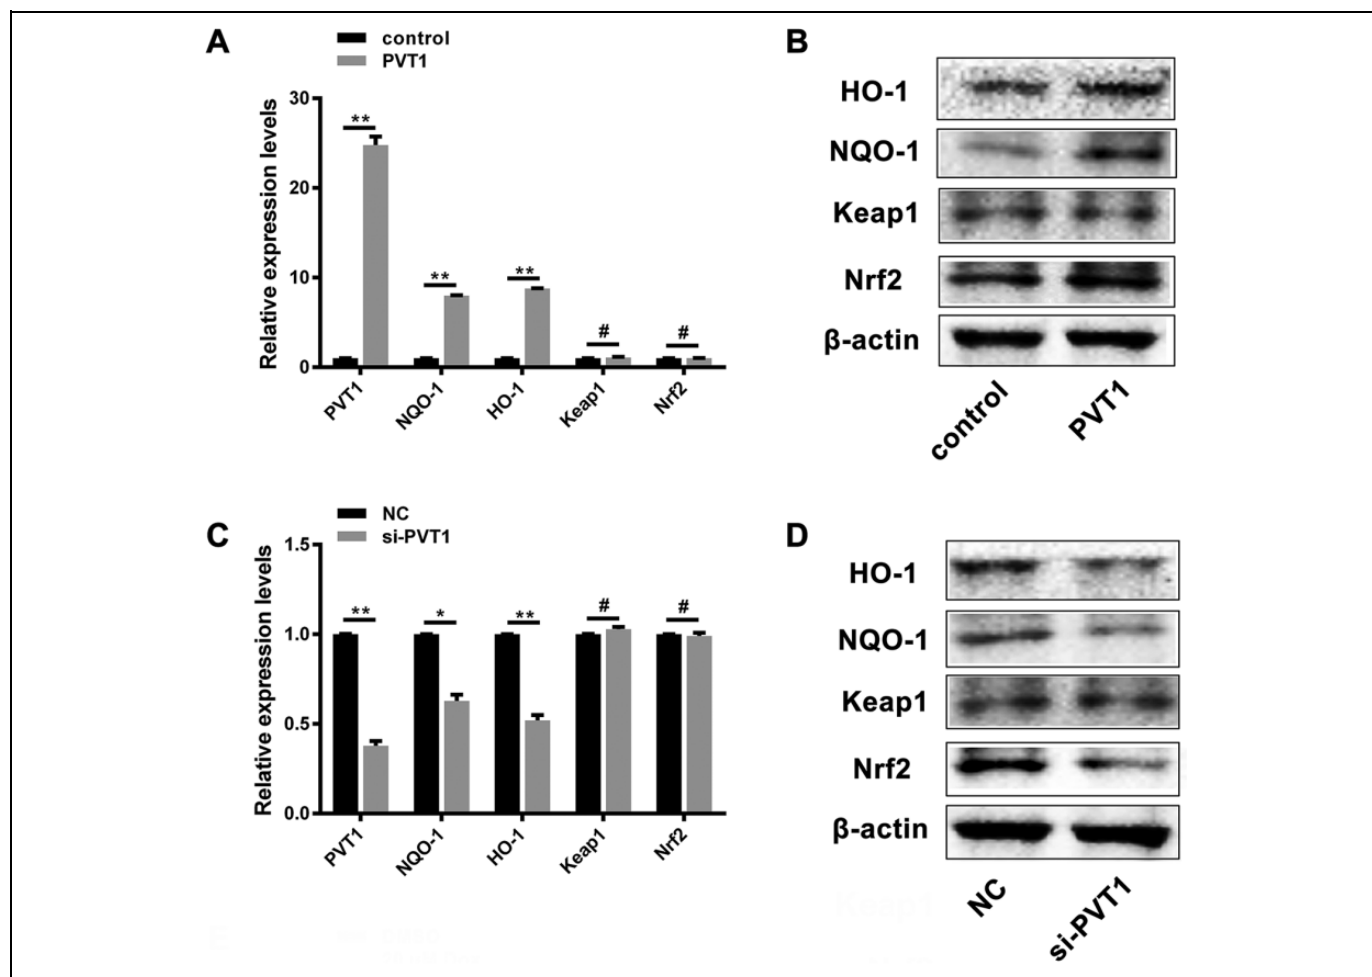 A
control
PVT1
Relative expression levels
30
20
10
0
**
**
**
#
#
PVT1
NQO-1
HO-1
Keap1
Nrf2
B
HO-1
NQO-1
Keap1
Nrf2
β-actin
control
PVT1
C
NC
si-PVT1
Relative expression levels
1.5
1.0
0.5
0.0
**
*
**
#
#
PVT1
NQO-1
HO-1
Keap1
Nrf2
D
HO-1
NQO-1
Keap1
Nrf2
β-actin
NC
si-PVT1
Keap1